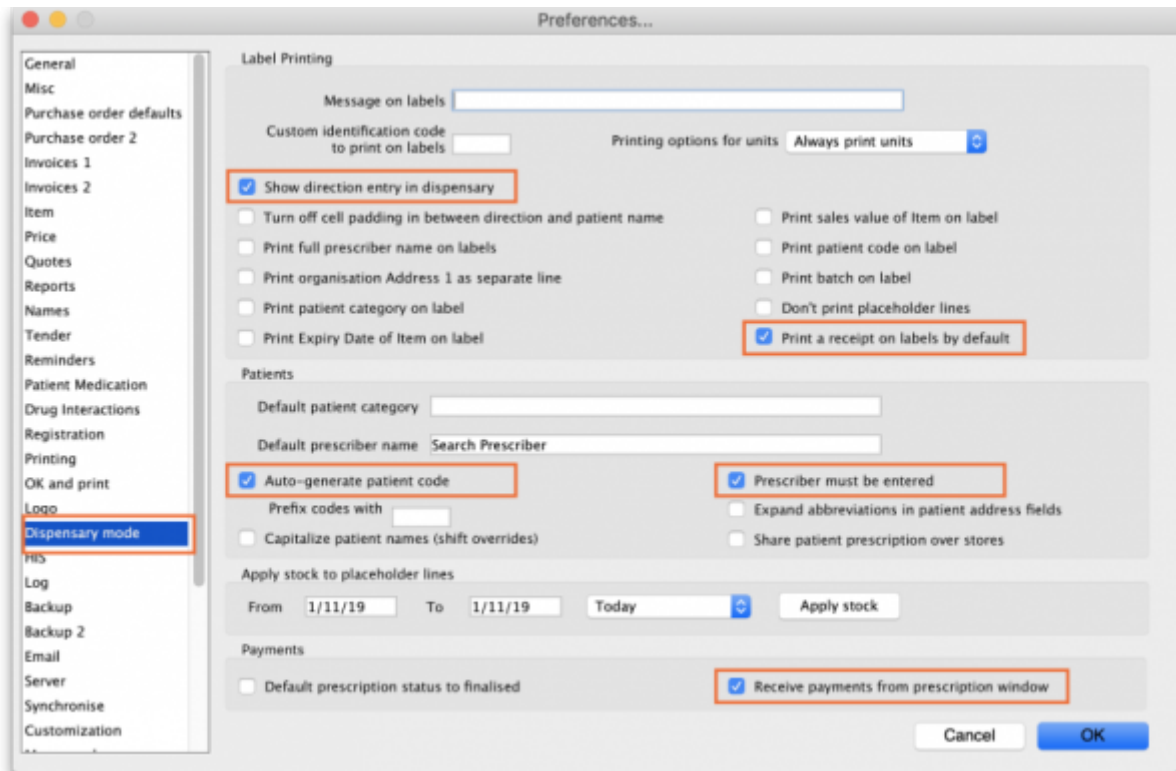 Preferences...
General
Misc
Purchase order defaults
Purchase order 2
Invoices 1
Invoices 2
Item
Price
Quotes
Reports
Names
Tender
Reminders
Patient Medication
Drug Interactions
Registration
Printing
OK and print
Logo
Dispensary mode
HIS
Log
Backup
Backup 2
Email
Server
Synchronise
Customization
Label Printing
Message on labels
Custom identification code
to print on labels
Printing options for units Always print units
Show direction entry in dispensary
Turn off cell padding in between direction and patient name
Print sales value of Item on label
Print full prescriber name on labels
Print patient code on label
Print organisation Address 1 as separate line
Print batch on label
Print patient category on label
Don't print placeholder lines
Print Expiry Date of Item on label
Print a receipt on labels by default
Patients
Default patient category
Default prescriber name Search Prescriber
Auto-generate patient code
Prescriber must be entered
Prefix codes with
Expand abbreviations in patient address fields
Capitalize patient names (shift overrides)
Share patient prescription over stores
Apply stock to placeholder lines
From 1/11/19 To 1/11/19 Today Apply stock
Payments
Default prescription status to finalised
Receive payments from prescription window
Cancel OK